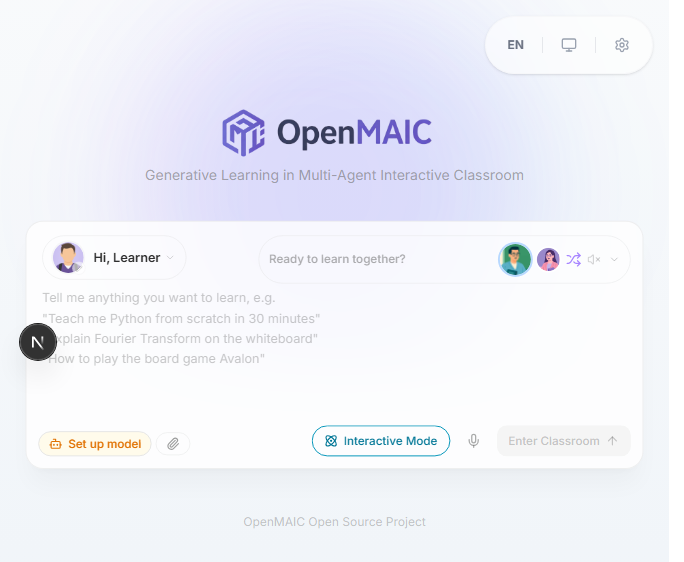 EN
OpenMAIC
Generative Learning in Multi-Agent Interactive Classroom
Hi, Learner
Ready to learn together?
Tell me anything you want to learn, e.g.
"Teach me Python from scratch in 30 minutes"
xplain Fourier Transform on the whiteboard"
"How to play the board game Avalon"
N
Set up model
Interactive Mode
Enter Classroom
OpenMAIC Open Source Project